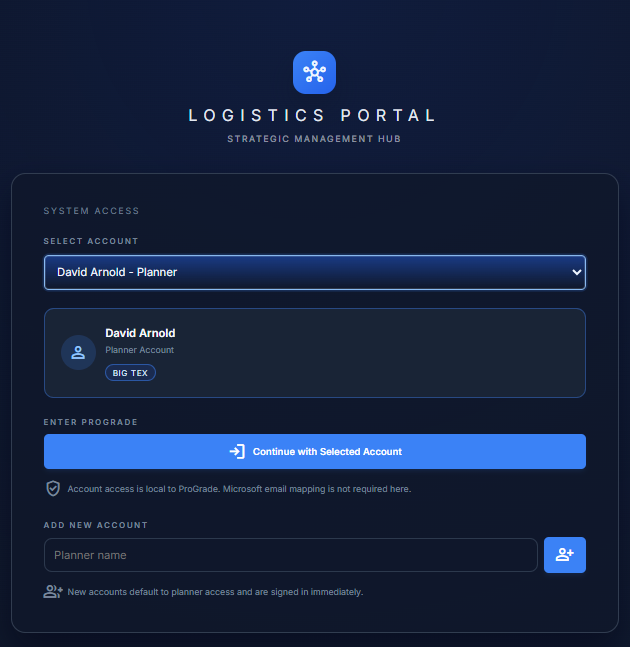 LOGISTICS PORTAL
STRATEGIC MANAGEMENT HUB
SYSTEM ACCESS
SELECT ACCOUNT
David Arnold - Planner
David Arnold
Planner Account
BIG TEX
ENTER PROGRADE
Continue with Selected Account
Account access is local to ProGrade. Microsoft email mapping is not required here.
ADD NEW ACCOUNT
Planner name
New accounts default to planner access and are signed in immediately.